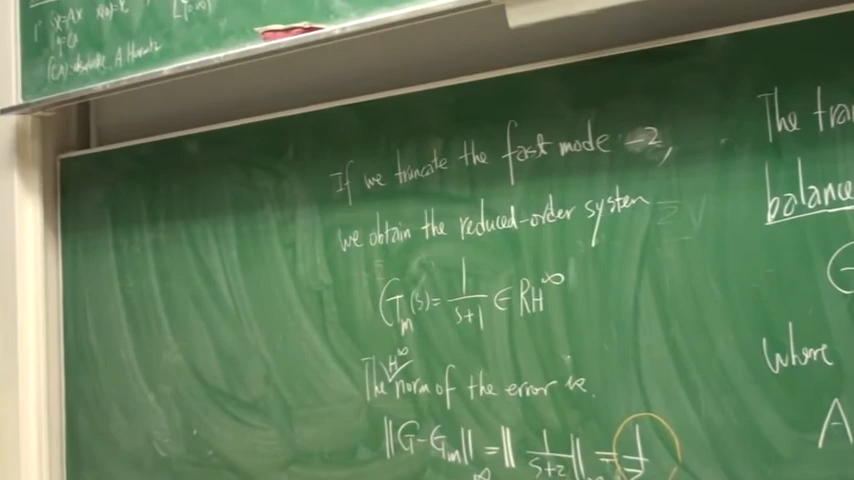 If we truncate the fast mode -2,
we obtain the reduced-order system
G_m(s) = 1/(s+1) ∈ RH^∞
The H^∞ norm of the error is.
||G-G_m||_∞ = || 1/(s+2) ||_∞ = 1/2
The
balance
where
A